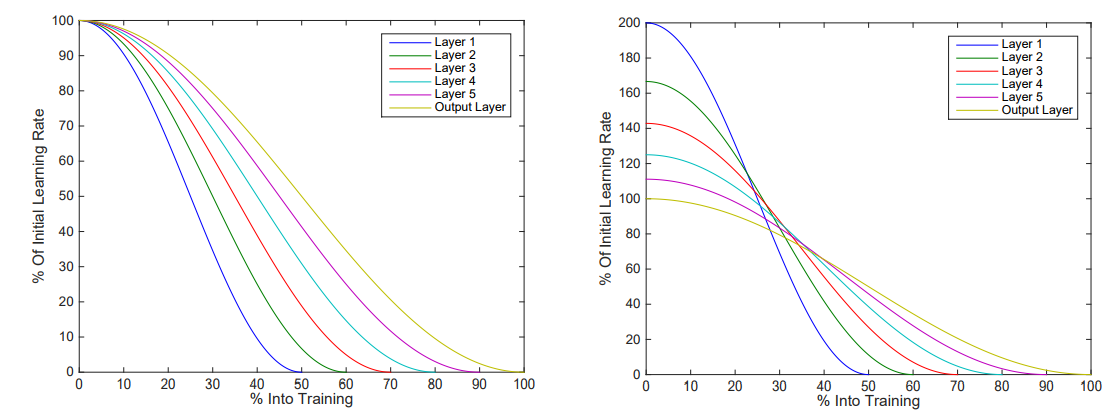 100
90
80
70
60
50
40
30
20
10
0
% Of Initial Learning Rate
Layer 1
Layer 2
Layer 3
Layer 4
Layer 5
Output Layer
0 10 20 30 40 50 60 70 80 90 100
% Into Training
200
180
160
140
120
100
80
60
40
20
0
% Of Initial Learning Rate
Layer 1
Layer 2
Layer 3
Layer 4
Layer 5
Output Layer
0 10 20 30 40 50 60 70 80 90 100
% Into Training